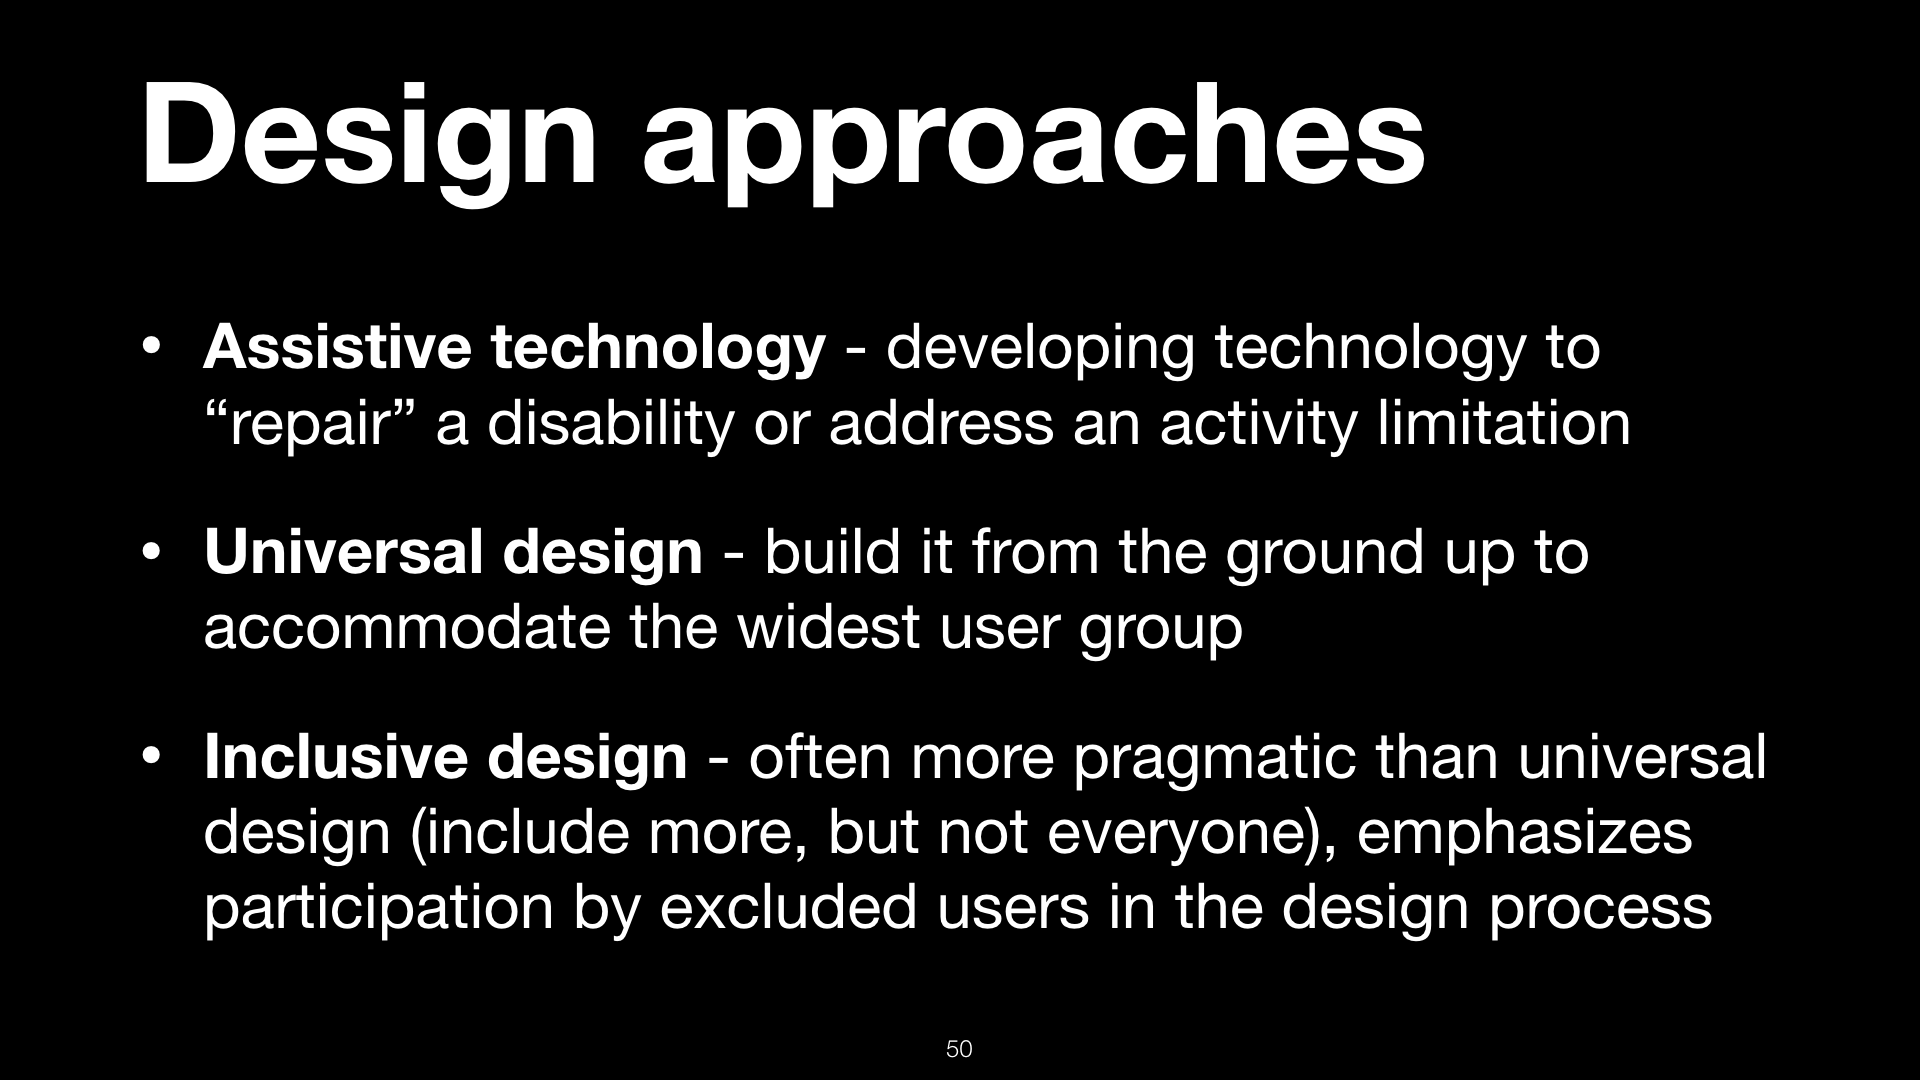 Design approaches
• Assistive technology - developing technology to
“repair” a disability or address an activity limitation
• Universal design - build it from the ground up to
accommodate the widest user group
• Inclusive design - often more pragmatic than universal
design (include more, but not everyone), emphasizes
participation by excluded users in the design process
50